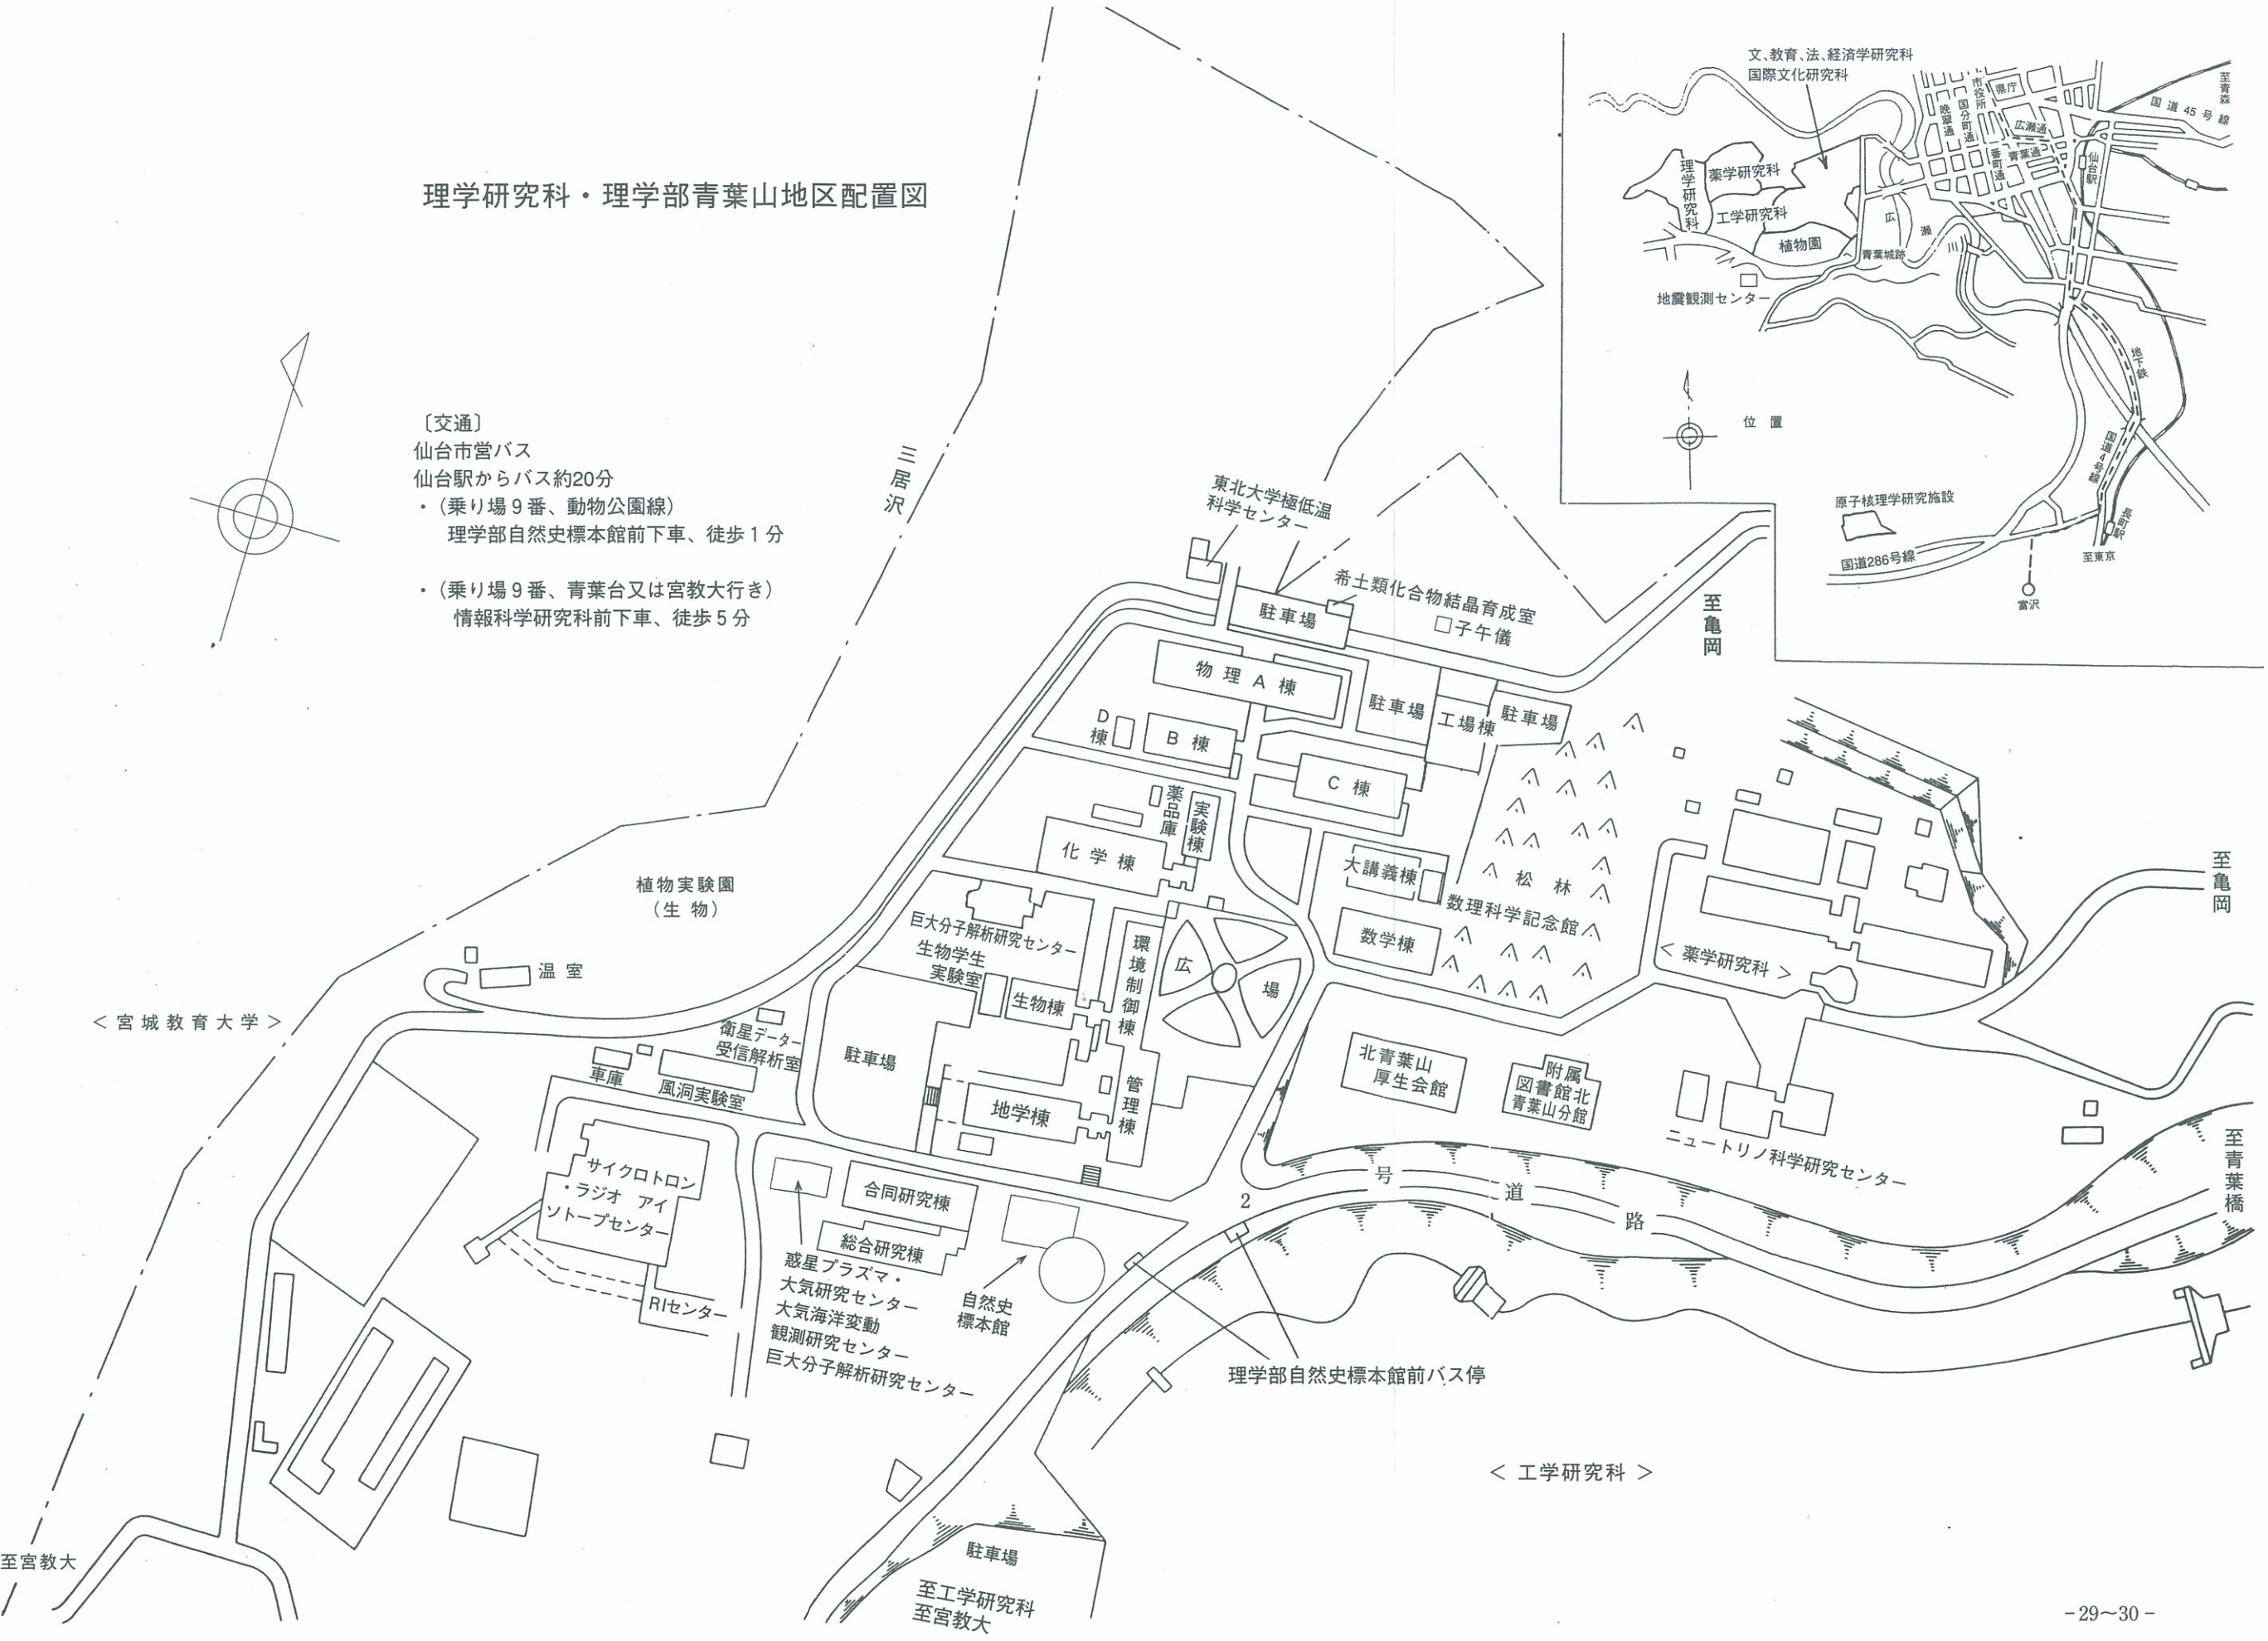 理学研究科・理学部青葉山地区配置図
〔交通〕
仙台市営バス
仙台駅からバス約20分
・(乗り場9番、動物公園線)
理学部自然史標本館前下車、徒歩1分
・(乗り場9番、青葉台又は宮教大行き)
情報科学研究科前下車、徒歩5分
文、教育、法、経済学研究科
国際文化研究科
市役所
県庁
晩翠通
国分町通
広瀬通
青葉通
番町通
仙台駅
至青森
国道45号線
理学研究科
薬学研究科
工学研究科
植物園
広瀬川
青葉城跡
地震観測センター
地下鉄
位置
国道4号線
原子核理学研究施設
国道286号線
長町駅
至東京
富沢
三居沢
東北大学極低温
科学センター
希土類化合物結晶育成室
駐車場
子午儀
至亀岡
物理A棟
駐車場
工場棟
駐車場
D棟
B棟
C棟
薬品庫
実験棟
化学棟
大講義棟
松林
数理科学記念館
数学棟
巨大分子解析研究センター
生物学生
実験室
生物棟
環境制御棟
広場
<薬学研究科>
至亀岡
植物実験園
(生物)
温室
<宮城教育大学>
衛星データー
受信解析室
車庫
風洞実験室
駐車場
地学棟
管理棟
北青葉山
厚生会館
附属
図書館北
青葉山分館
ニュートリノ科学研究センター
至青葉橋
サイクロトロン
・ラジオ アイ
ソトープセンター
RIセンター
合同研究棟
総合研究棟
惑星プラズマ・
大気研究センター
大気海洋変動
観測研究センター
巨大分子解析研究センター
自然史
標本館
2号道路
理学部自然史標本館前バス停
<工学研究科>
駐車場
至工学研究科
至宮教大
至宮教大
-29~30-